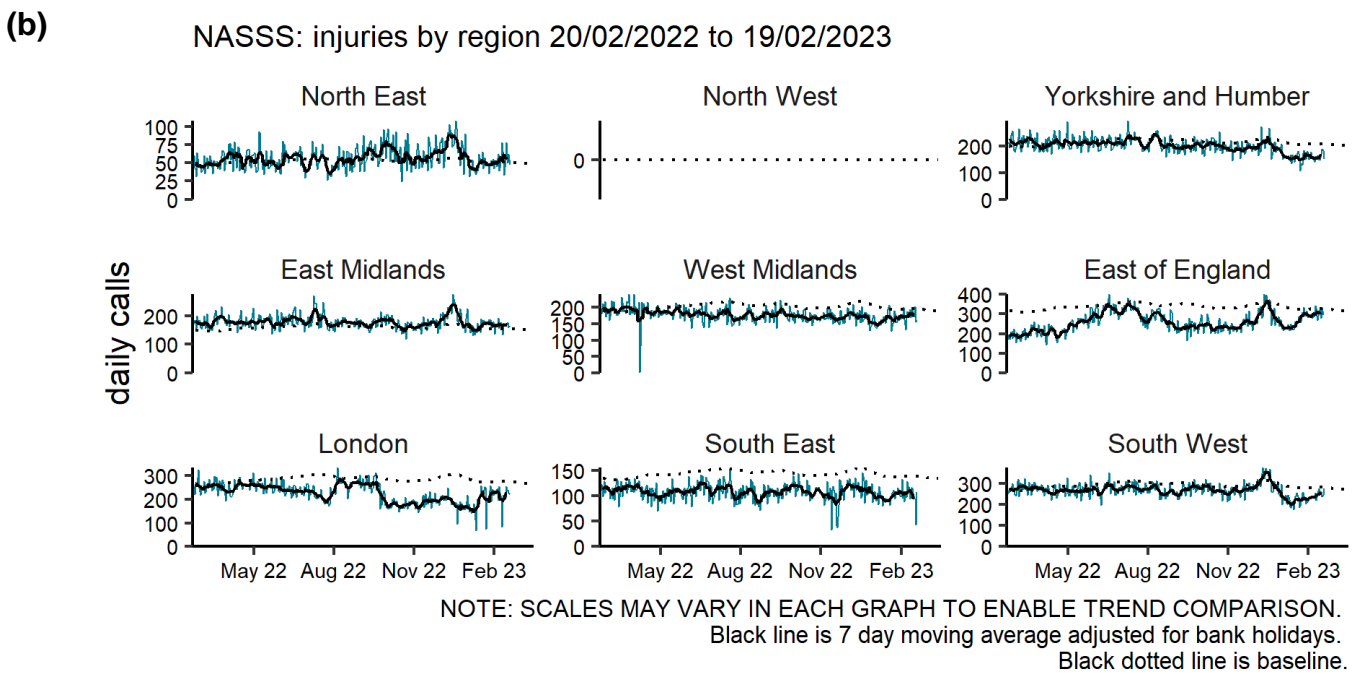 (b)
NASSS: injuries by region 20/02/2022 to 19/02/2023
North East
North West
Yorkshire and Humber
100
75
50
25
0
0
200
100
0
East Midlands
West Midlands
East of England
daily calls
200
100
0
200
150
100
50
0
400
300
200
100
0
London
South East
South West
300
200
100
0
150
100
50
0
300
200
100
0
May 22 Aug 22 Nov 22 Feb 23
May 22 Aug 22 Nov 22 Feb 23
May 22 Aug 22 Nov 22 Feb 23
NOTE: SCALES MAY VARY IN EACH GRAPH TO ENABLE TREND COMPARISON.
Black line is 7 day moving average adjusted for bank holidays.
Black dotted line is baseline.